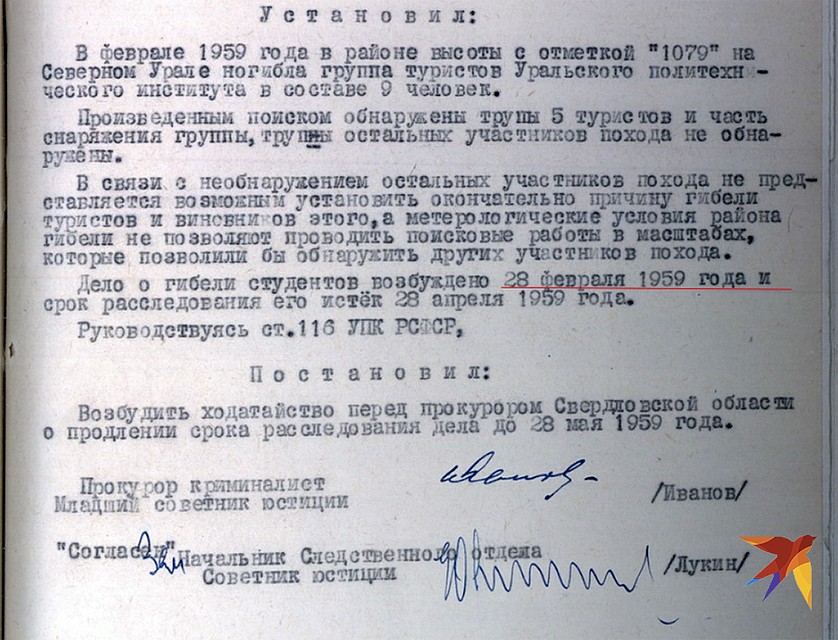 Установил:
В феврале 1959 года в районе высоты с отметкой "1079" на
Северном Урале погибла группа туристов Уральского политехни-
ческого института в составе 9 человек.
Произведенным поиском обнаружены трупы 5 туристов и часть
снаряжения группы, трупы остальных участников похода не обна-
ружены.
В связи с необнаружением остальных участников похода не пред-
ставляется возможным установить окончательно причину гибели
туристов и виновников этого, а метерологические условия района
гибели не позволяют проводить поисковые работы в масштабах,
которые позволили бы обнаружить других участников похода.
Дело о гибели студентов возбуждено 28 февраля 1959 года и
срок расследования его истёк 28 апреля 1959 года.
Руководствуясь ст.116 УПК РСФСР,
Постановил:
Возбудить ходатайство перед прокурором Свердловской области
о продлении срока расследования дела до 28 мая 1959 года.
Прокурор криминалист
Младший советник юстиции /Иванов/
"Согласен" Начальник Следственного отдела
Советник юстиции /Лукин/